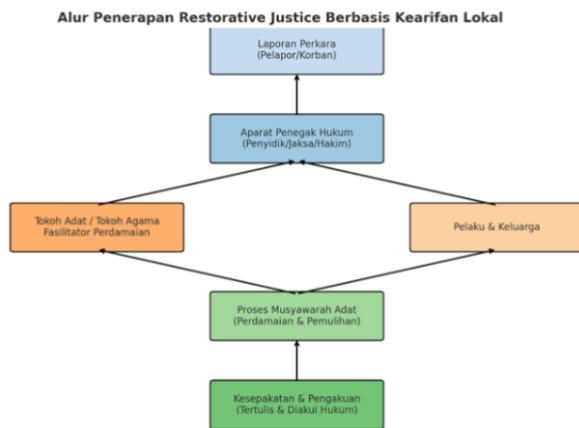 Alur Penerapan Restorative Justice Berbasis Kearifan Lokal
Laporan Perkara
(Pelapor/Korban)
Aparat Penegak Hukum
(Penyidik/Jaksa/Hakim)
Tokoh Adat / Tokoh Agama
Fasilitator Perdamaian
Pelaku & Keluarga
Proses Musyawarah Adat
(Perdamaian & Pemulihan)
Kesepakatan & Pengakuan
(Tertulis & Diakui Hukum)